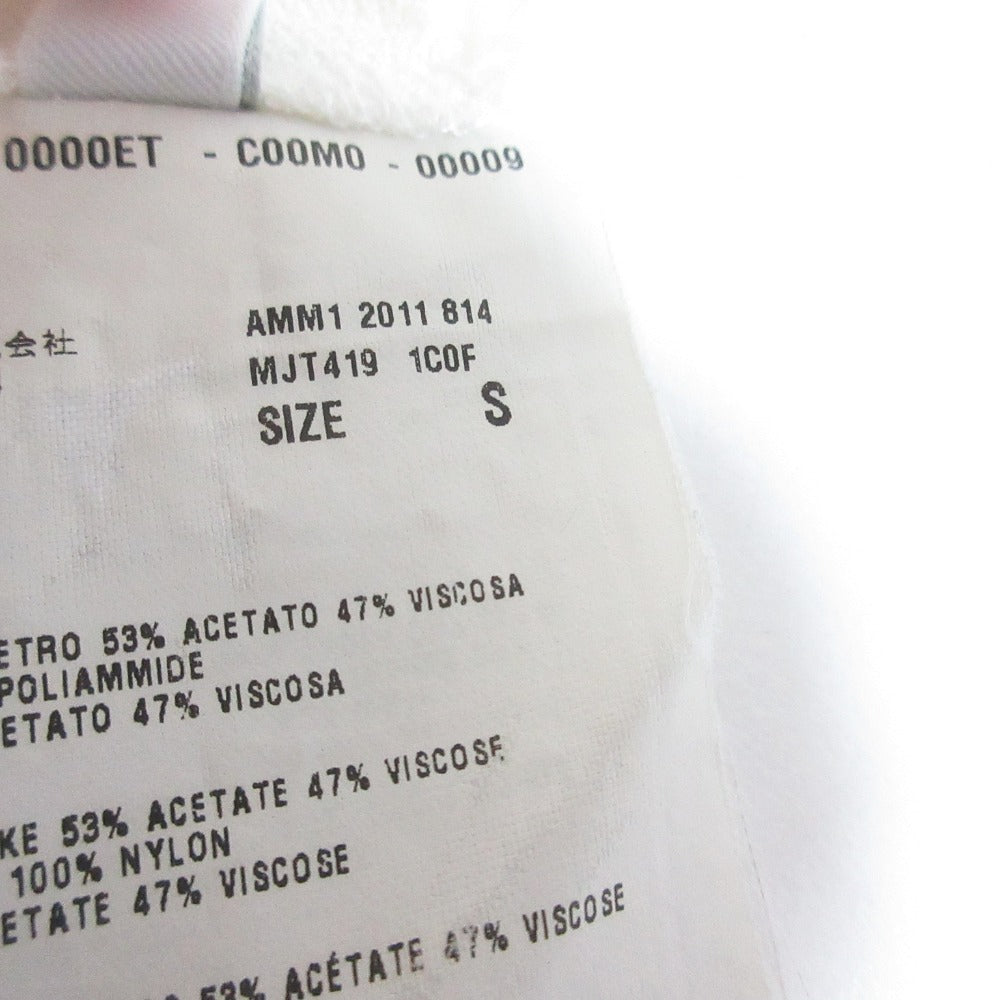 0000ET - C00M0 - 00009
AMM1 2011 814
会社
MJT419 1C0F
SIZE S
ETRO 53% ACETATO 47% VISCOSA
POLIAMMIDE
ETATO 47% VISCOSA
KE 53% ACETATE 47% VISCOSE
100% NYLON
ETATE 47% VISCOSE
53% ACÉTATE 47% VISCOSE